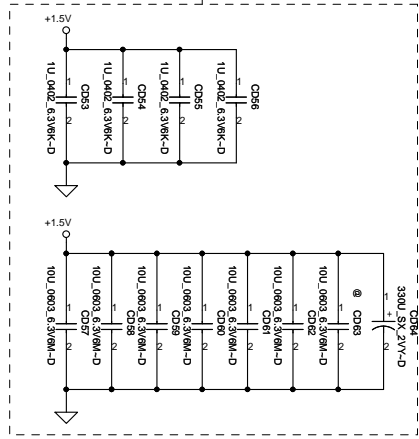 +1.5V
1
2
1U_0402_6.3V6K~D
CD53
1
2
1U_0402_6.3V6K~D
CD54
1
2
1U_0402_6.3V6K~D
CD55
1
2
1U_0402_6.3V6K~D
CD56
+1.5V
1
2
10U_0603_6.3V6M~D
CD57
1
2
10U_0603_6.3V6M~D
CD58
1
2
10U_0603_6.3V6M~D
CD59
1
2
10U_0603_6.3V6M~D
CD60
1
2
10U_0603_6.3V6M~D
CD61
1
2
10U_0603_6.3V6M~D
CD62
1
2
10U_0603_6.3V6M~D
@ CD63
1
+
2
330U_SX_2VY~D
CD64